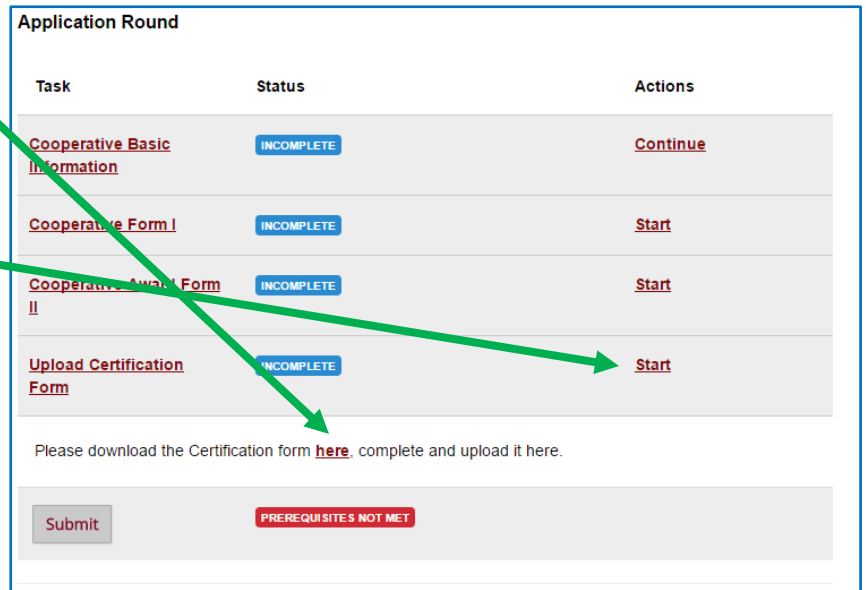 Application Round
Task Status Actions
Cooperative Basic INCOMPLETE Continue
Information
Cooperative Form I INCOMPLETE Start
Cooperative Award Form INCOMPLETE Start
II
Upload Certification INCOMPLETE Start
Form
Please download the Certification form here, complete and upload it here.
Submit PREREQUISITES NOT MET